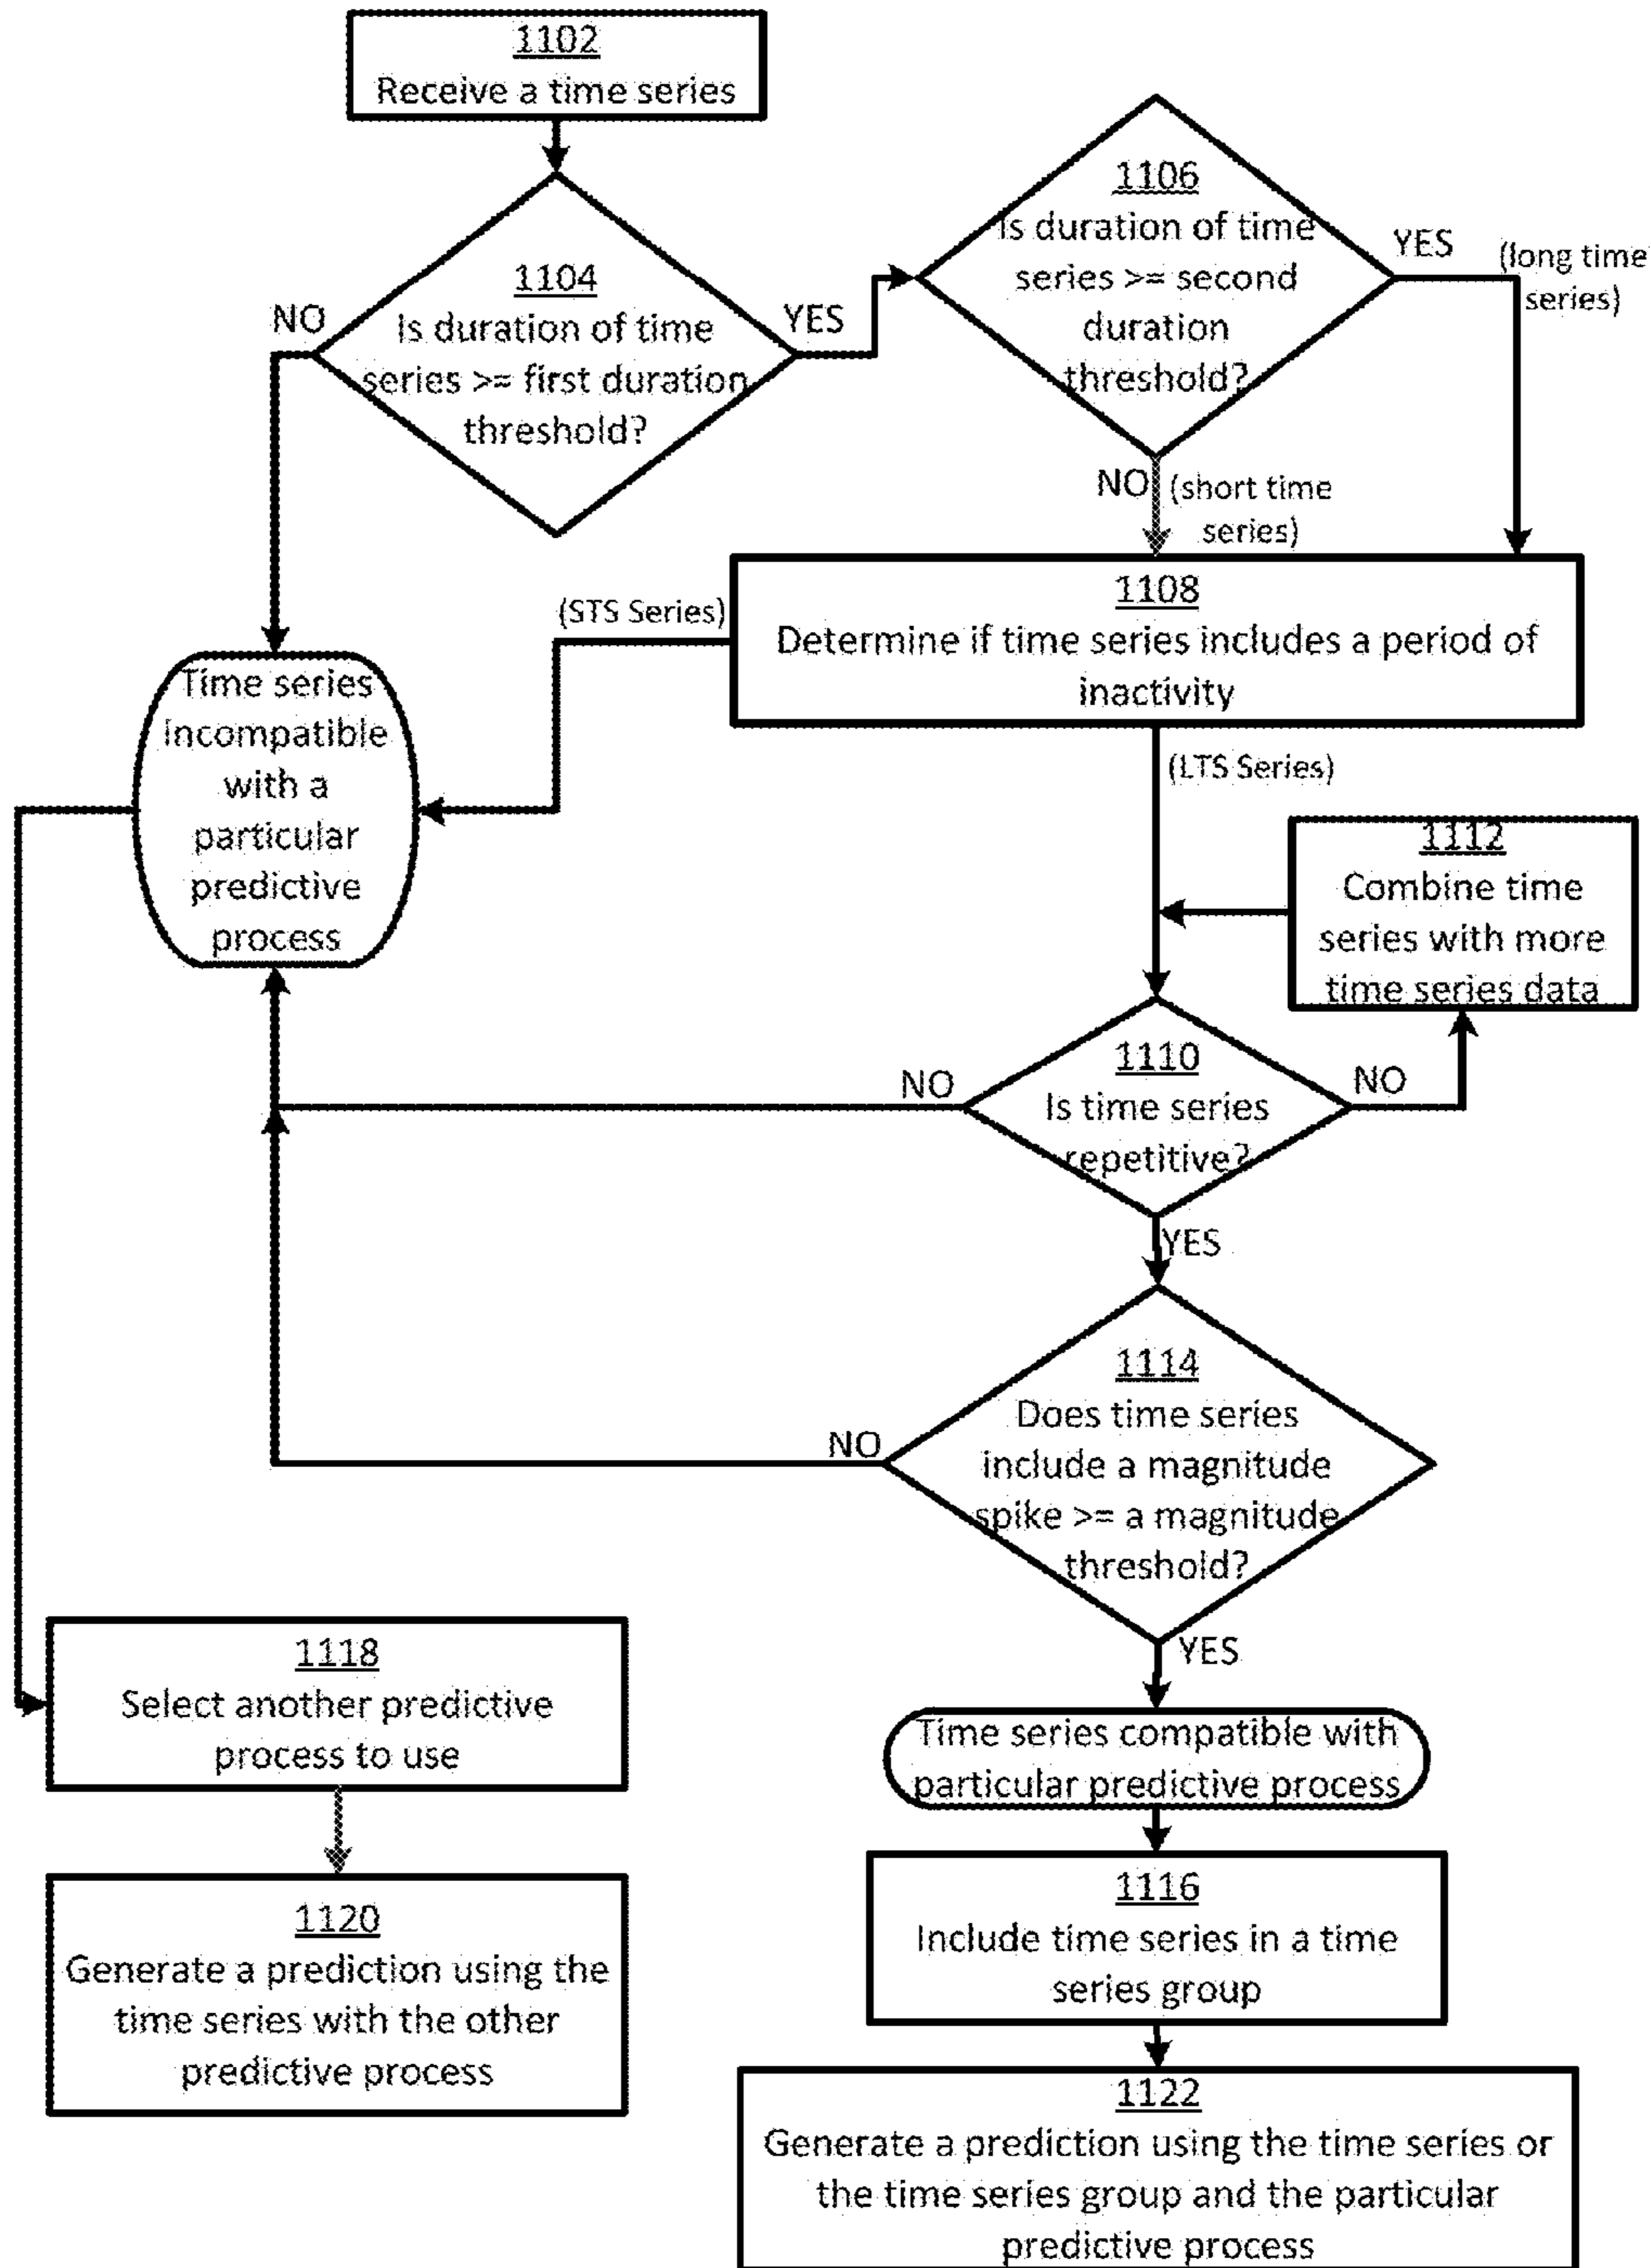 1102
Receive a time series
1104
Is duration of time
series >= first duration
threshold?
NO
YES
1106
Is duration of time
series >= second
duration
threshold?
YES
(long time
series)
NO
(short time
series)
1108
Determine if time series includes a period of
inactivity
(STS Series)
(LTS Series)
Time series
incompatible
with a
particular
predictive
process
1112
Combine time
series with more
time series data
1110
Is time series
repetitive?
NO
NO
YES
1114
Does time series
include a magnitude
spike >= a magnitude
threshold?
NO
YES
1118
Select another predictive
process to use
1120
Generate a prediction using the
time series with the other
predictive process
Time series compatible with
particular predictive process
1116
Include time series in a time
series group
1122
Generate a prediction using the time series or
the time series group and the particular
predictive process